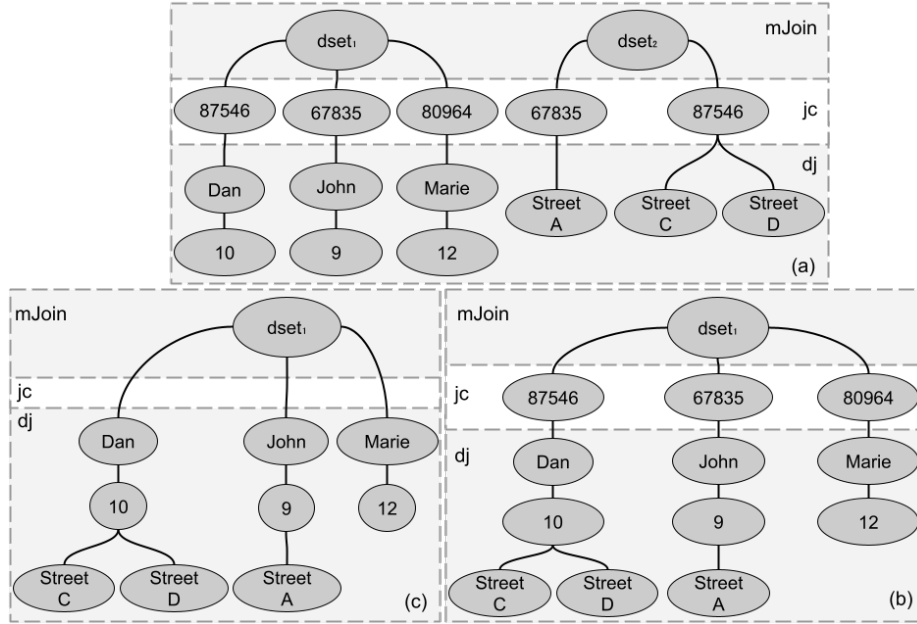 dset₁
dset₂
mJoin
87546
67835
80964
67835
87546
jc
dj
Dan
John
Marie
Street
A
Street
C
Street
D
10
9
12
(a)
mJoin
dset₁
jc
dj
Dan
John
Marie
10
9
12
Street
C
Street
D
Street
A
(c)
mJoin
dset₁
jc
87546
67835
80964
dj
Dan
John
Marie
10
9
12
Street
C
Street
D
Street
A
(b)